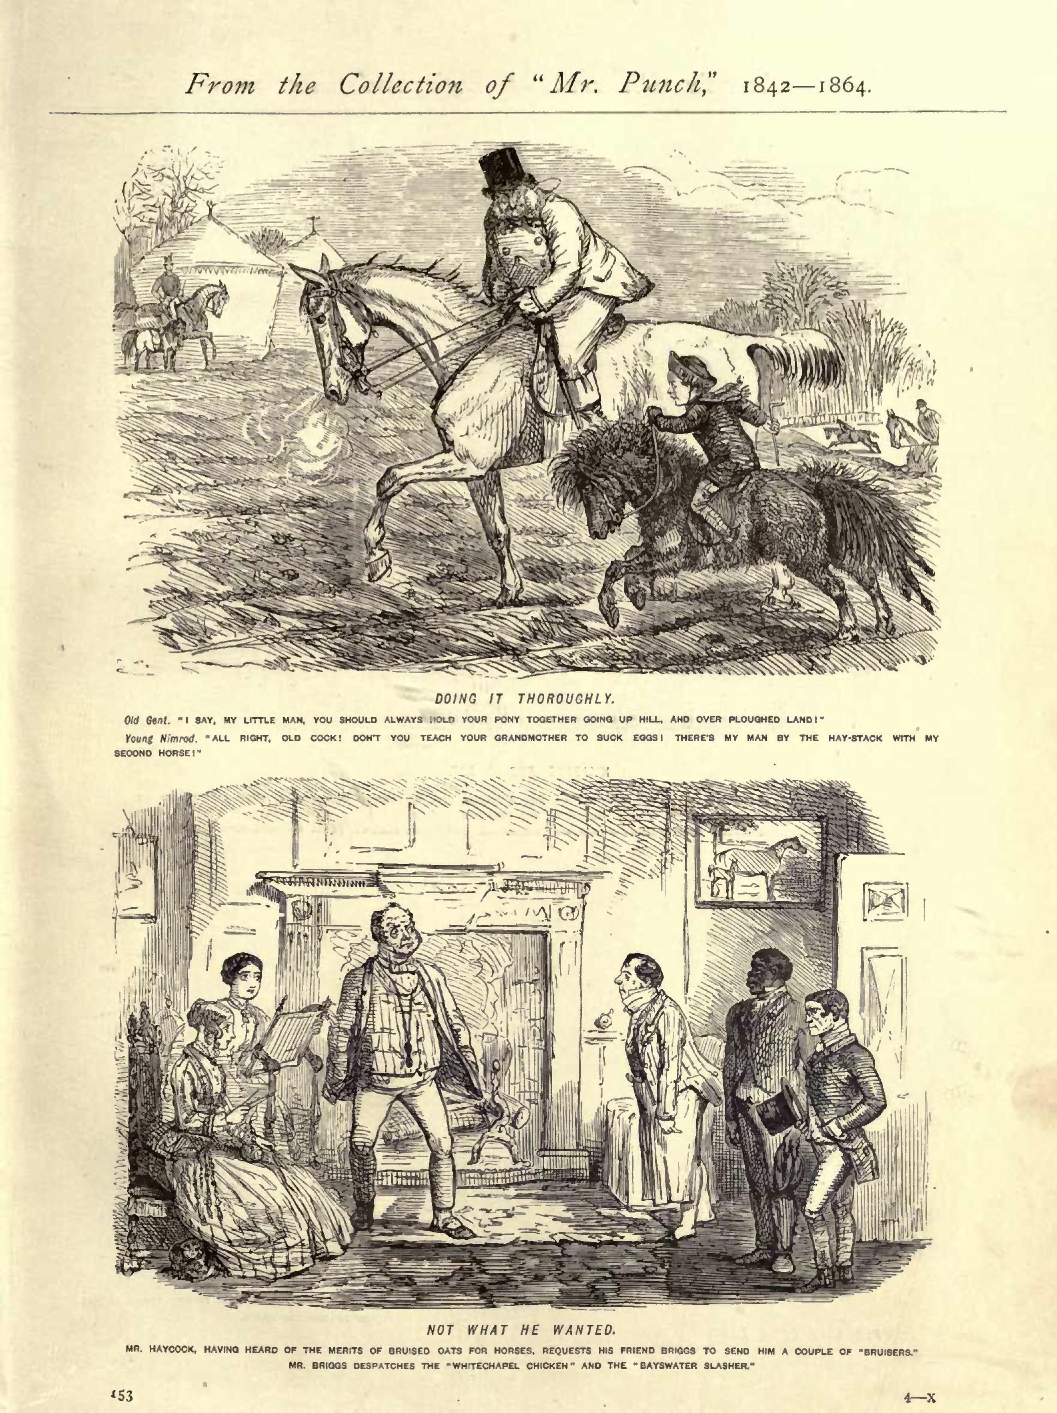 From the Collection of "Mr. Punch," 1842—1864.
DOING IT THOROUGHLY.
Old Gent. "I SAY, MY LITTLE MAN, YOU SHOULD ALWAYS HOLD YOUR PONY TOGETHER GOING UP HILL, AND OVER PLOUGHED LAND!"
Young Nimrod. "ALL RIGHT, OLD COCK! DON'T YOU TEACH YOUR GRANDMOTHER TO SUCK EGGS! THERE'S MY MAN BY THE HAY-STACK WITH MY
SECOND HORSE!"
NOT WHAT HE WANTED.
MR. HAYCOCK, HAVING HEARD OF THE MERITS OF BRUISED OATS FOR HORSES, REQUESTS HIS FRIEND BRIGGS TO SEND HIM A COUPLE OF "BRUISERS."
MR. BRIGGS DESPATCHES THE "WHITECHAPEL CHICKEN" AND THE "BAYSWATER SLASHER."
153 4—X